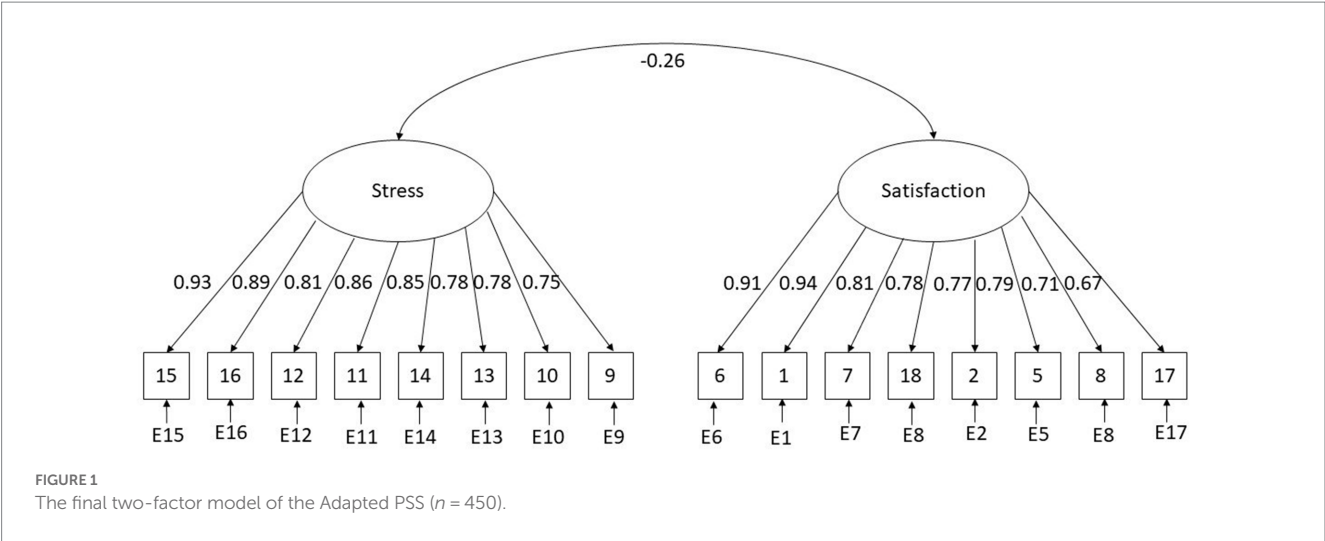 -0.26
Stress Satisfaction
0.93 0.89 0.81 0.86 0.85 0.78 0.78 0.75 0.91 0.94 0.81 0.78 0.77 0.79 0.71 0.67
15 16 12 11 14 13 10 9 6 1 7 18 2 5 8 17
E15 E16 E12 E11 E14 E13 E10 E9 E6 E1 E7 E8 E2 E5 E8 E17
FIGURE 1
The final two-factor model of the Adapted PSS (n = 450).